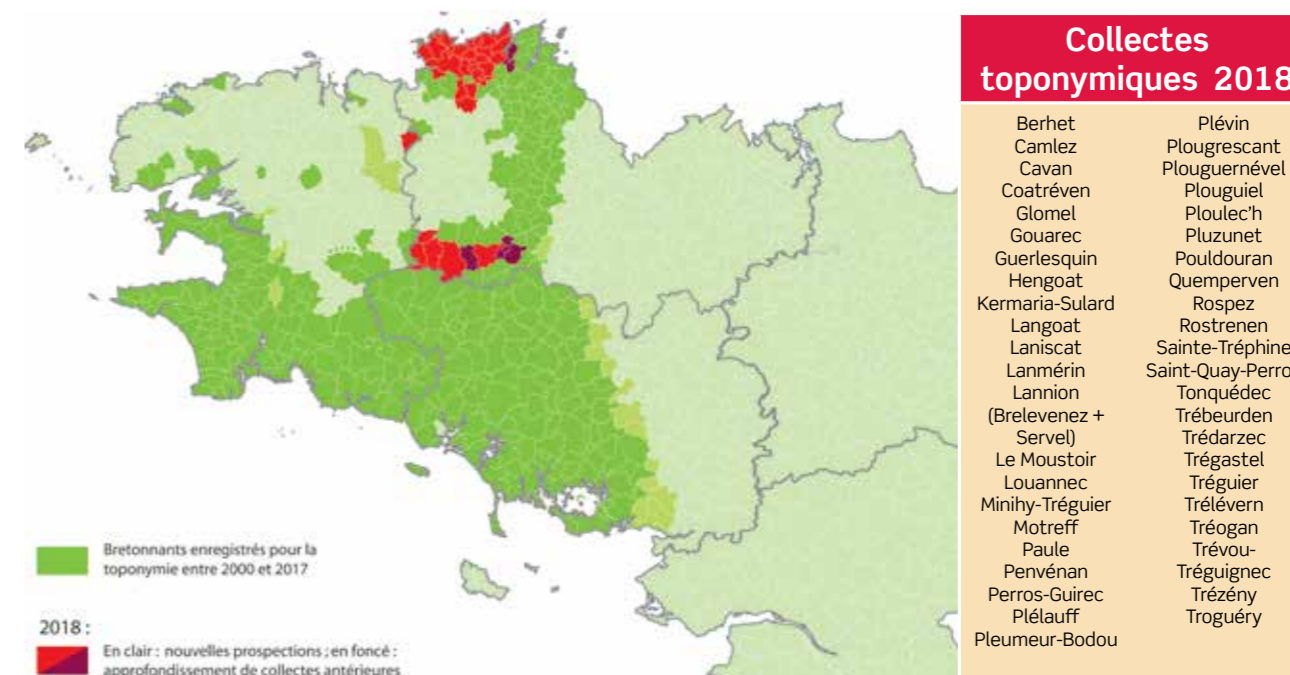 Collectes
toponymiques 2018
Berhet
Camlez
Cavan
Coatréven
Glomel
Gouarec
Guerlesquin
Hengoat
Kermaria-Sulard
Langoat
Laniscat
Lanmérin
Lannion
(Brelevenez +
Servel)
Le Moustoir
Louannec
Minihy-Tréguier
Motreff
Paule
Penvénan
Perros-Guirec
Plélauff
Pleumeur-Bodou
Plévin
Plougrescant
Plouguernével
Plouguiel
Ploulec'h
Pluzunet
Pouldouran
Quemperven
Rospez
Rostrenen
Sainte-Tréphine
Saint-Quay-Perro
Tonquédec
Trébeurden
Trédarzec
Trégastel
Tréguier
Trélévern
Tréogan
Trévou-
Tréguignec
Trézény
Troguéry
Bretonnants enregistrés pour la
toponymie entre 2000 et 2017
2018 :
En clair : nouvelles prospections ; en foncé :
approfondissement de collectes antérieures